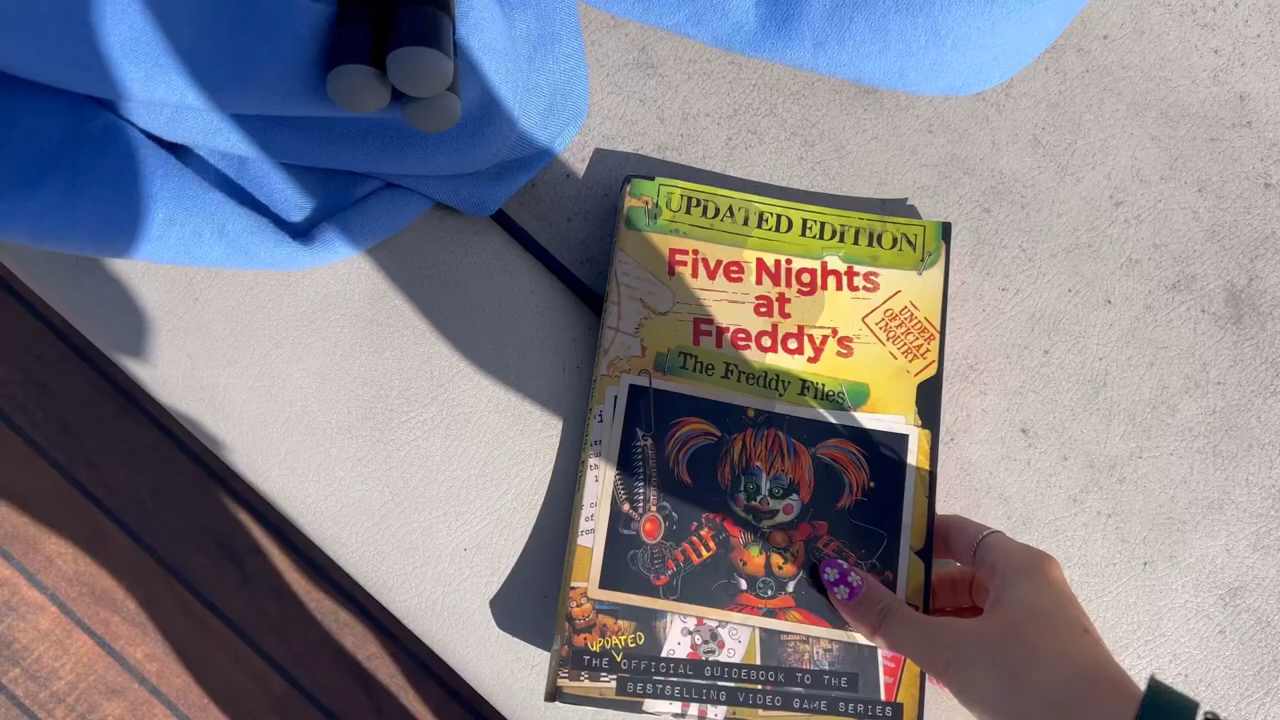 UPDATED EDITION
Five Nights
at
Freddy's
UNDER
OFFICIAL
INQUIRY
The Freddy Files
UPDATED
THE OFFICIAL GUIDEBOOK TO THE
BESTSELLING VIDEO GAME SERIES